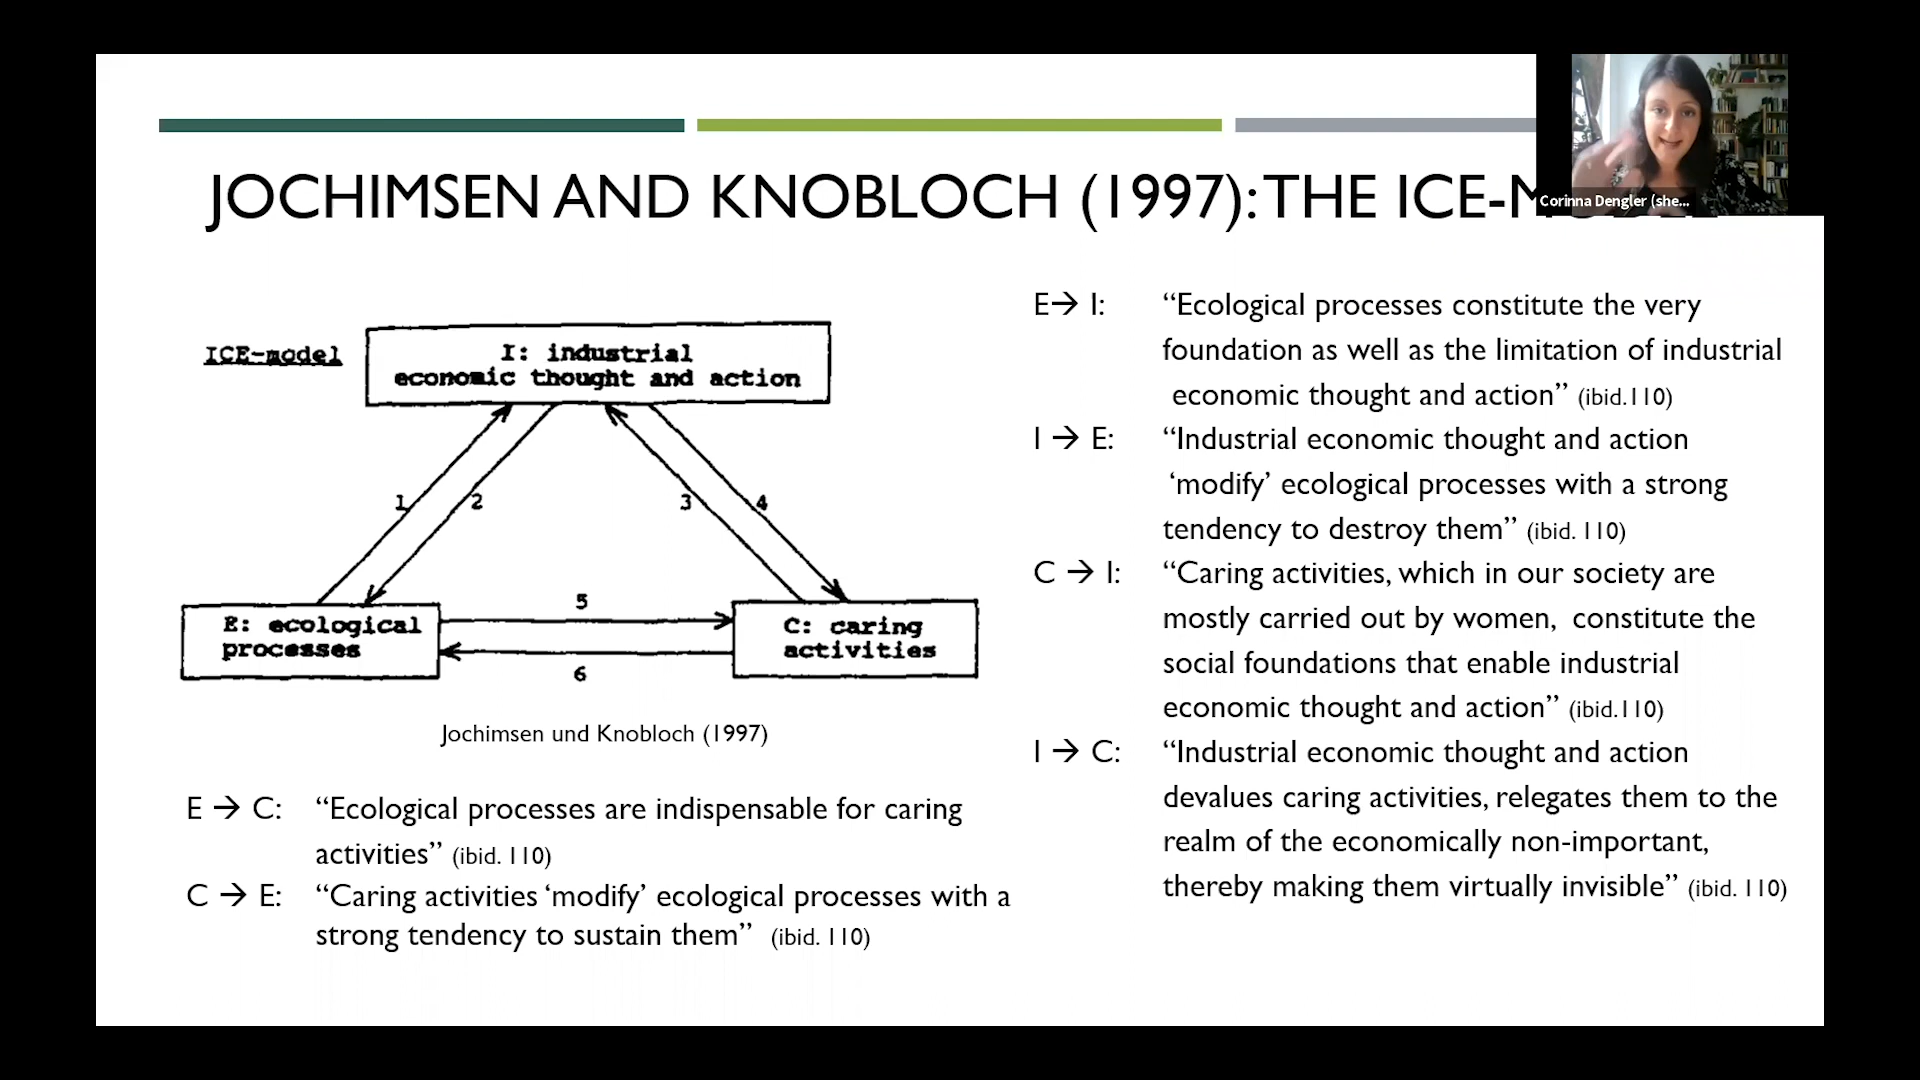 JOCHIMSEN AND KNOBLOCH (1997): THE ICE-M
Corinna Dengler (she...
ICE-model
I: industrial
economic thought and action
1
2
3
4
5
6
E: ecological
processes
C: caring
activities
Jochimsen und Knobloch (1997)
E → C: “Ecological processes are indispensable for caring
activities” (ibid. 110)
C → E: “Caring activities ‘modify’ ecological processes with a
strong tendency to sustain them” (ibid. 110)
E→ I: “Ecological processes constitute the very
foundation as well as the limitation of industrial
economic thought and action” (ibid.110)
I → E: “Industrial economic thought and action
‘modify’ ecological processes with a strong
tendency to destroy them” (ibid. 110)
C → I: “Caring activities, which in our society are
mostly carried out by women, constitute the
social foundations that enable industrial
economic thought and action” (ibid.110)
I → C: “Industrial economic thought and action
devalues caring activities, relegates them to the
realm of the economically non-important,
thereby making them virtually invisible” (ibid. 110)